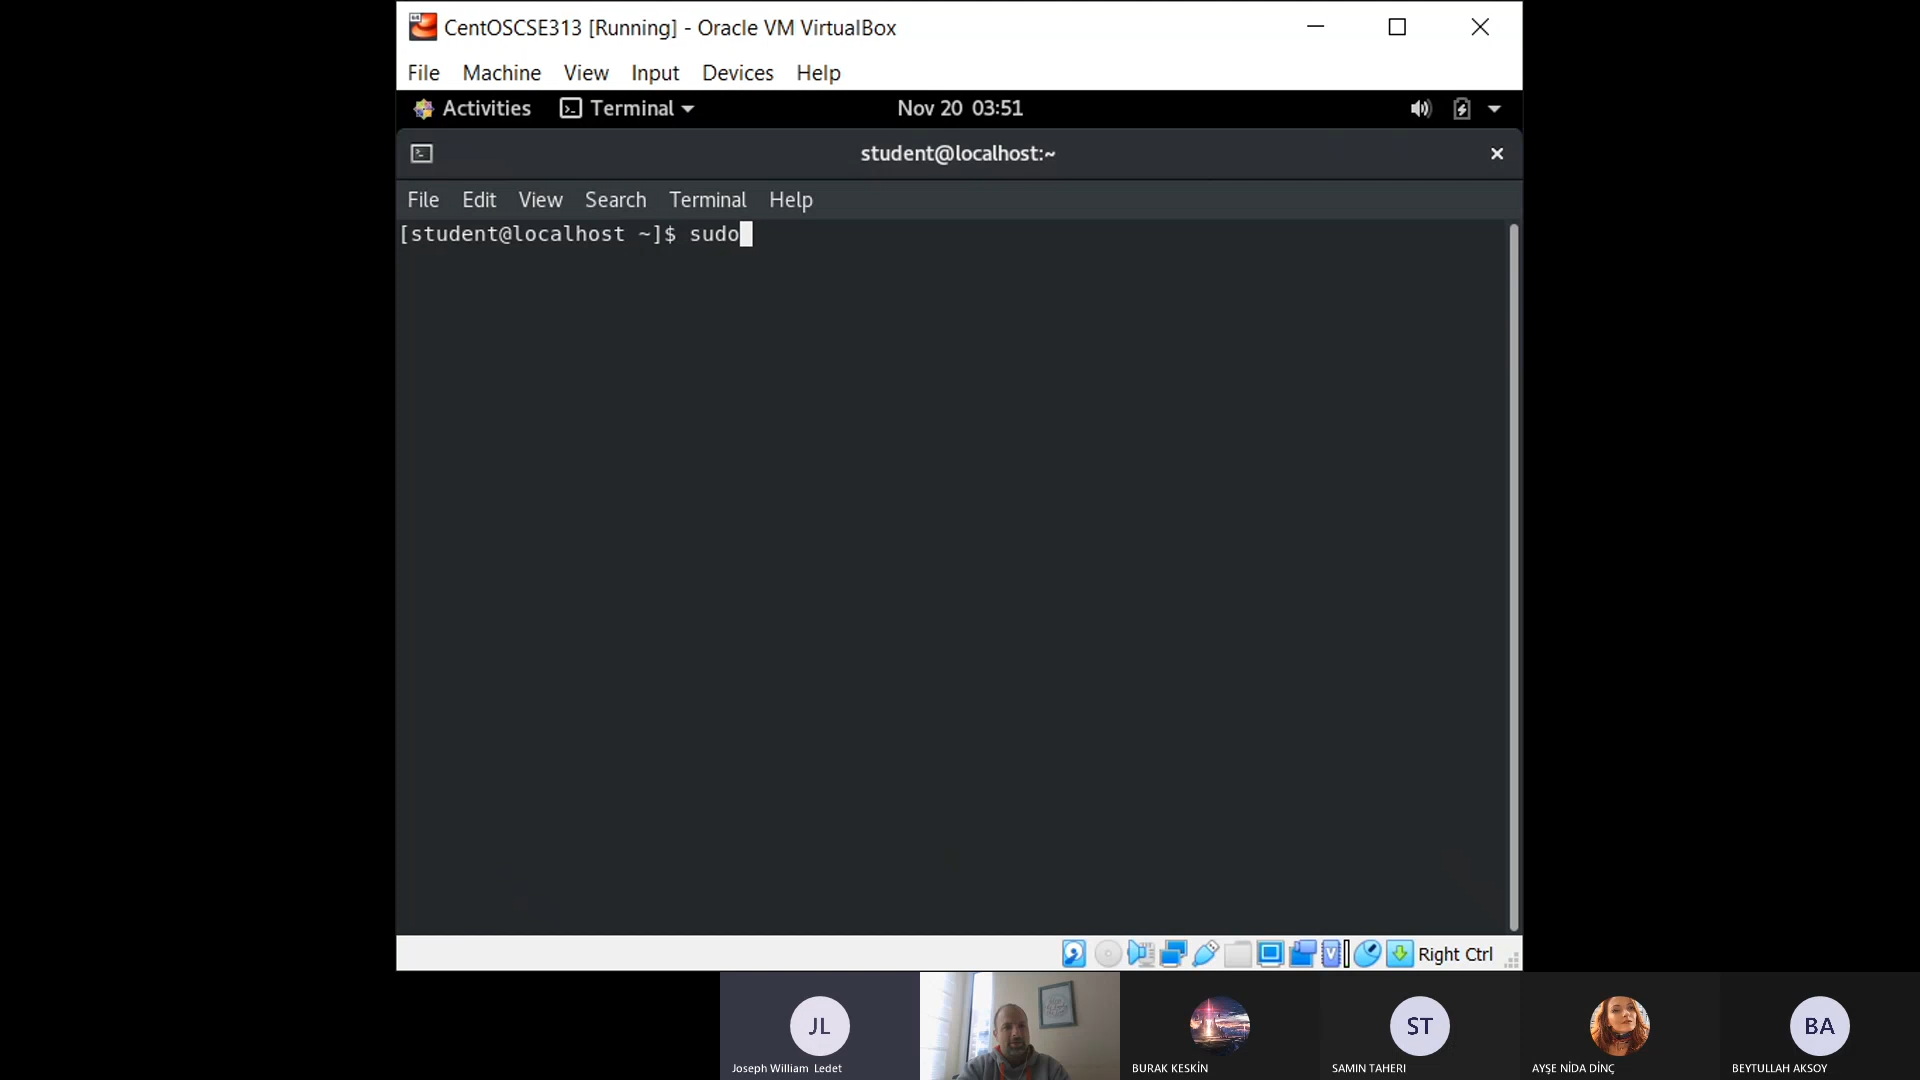 CentOSCSE313 [Running] - Oracle VM VirtualBox
File Machine View Input Devices Help
Activities Terminal Nov 20 03:51
student@localhost:~
File Edit View Search Terminal Help
[student@localhost ~]$ sudo
Right Ctrl
JL ST BA
Joseph William Ledet BURAK KESKİN SAMIN TAHERI AYŞE NİDA DİNÇ BEYTULLAH AKSOY